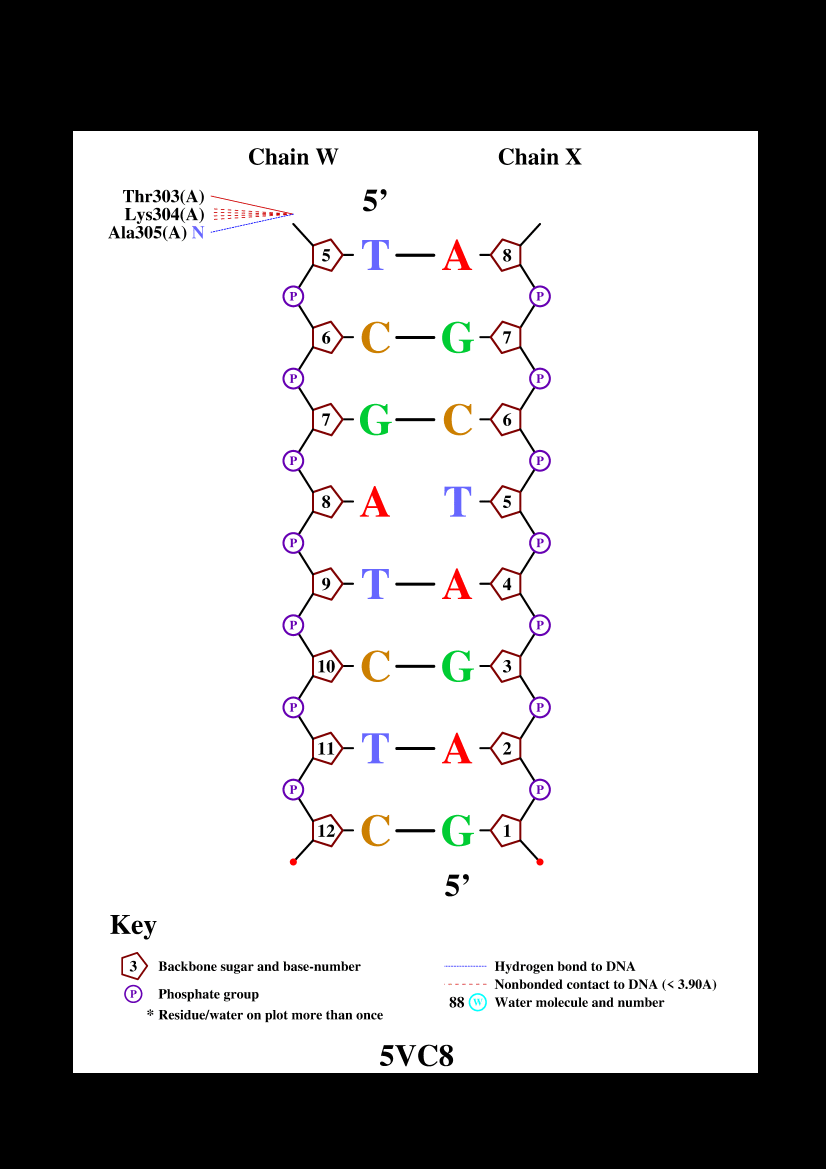 Chain W Chain X
Thr303(A)
Lys304(A)
Ala305(A) N
5’
5 T A 8
P P
6 C G 7
P P
7 G C 6
P P
8 A T 5
P P
9 T A 4
P P
10 C G 3
P P
11 T A 2
P P
12 C G 1
5’
Key
3 Backbone sugar and base-number
P Phosphate group
* Residue/water on plot more than once
Hydrogen bond to DNA
Nonbonded contact to DNA (< 3.90A)
88 W Water molecule and number
5VC8